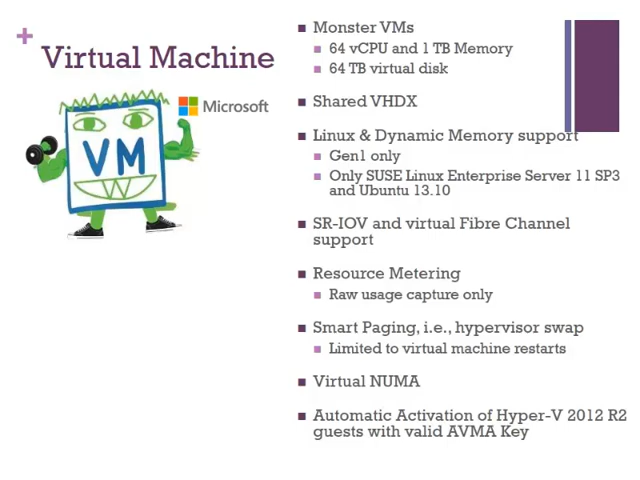 +
Virtual Machine
Microsoft
VM
Monster VMs
64 vCPU and 1 TB Memory
64 TB virtual disk
Shared VHDX
Linux & Dynamic Memory support
Gen1 only
Only SUSE Linux Enterprise Server 11 SP3
and Ubuntu 13.10
SR-IOV and virtual Fibre Channel
support
Resource Metering
Raw usage capture only
Smart Paging, i.e., hypervisor swap
Limited to virtual machine restarts
Virtual NUMA
Automatic Activation of Hyper-V 2012 R2
guests with valid AVMA Key